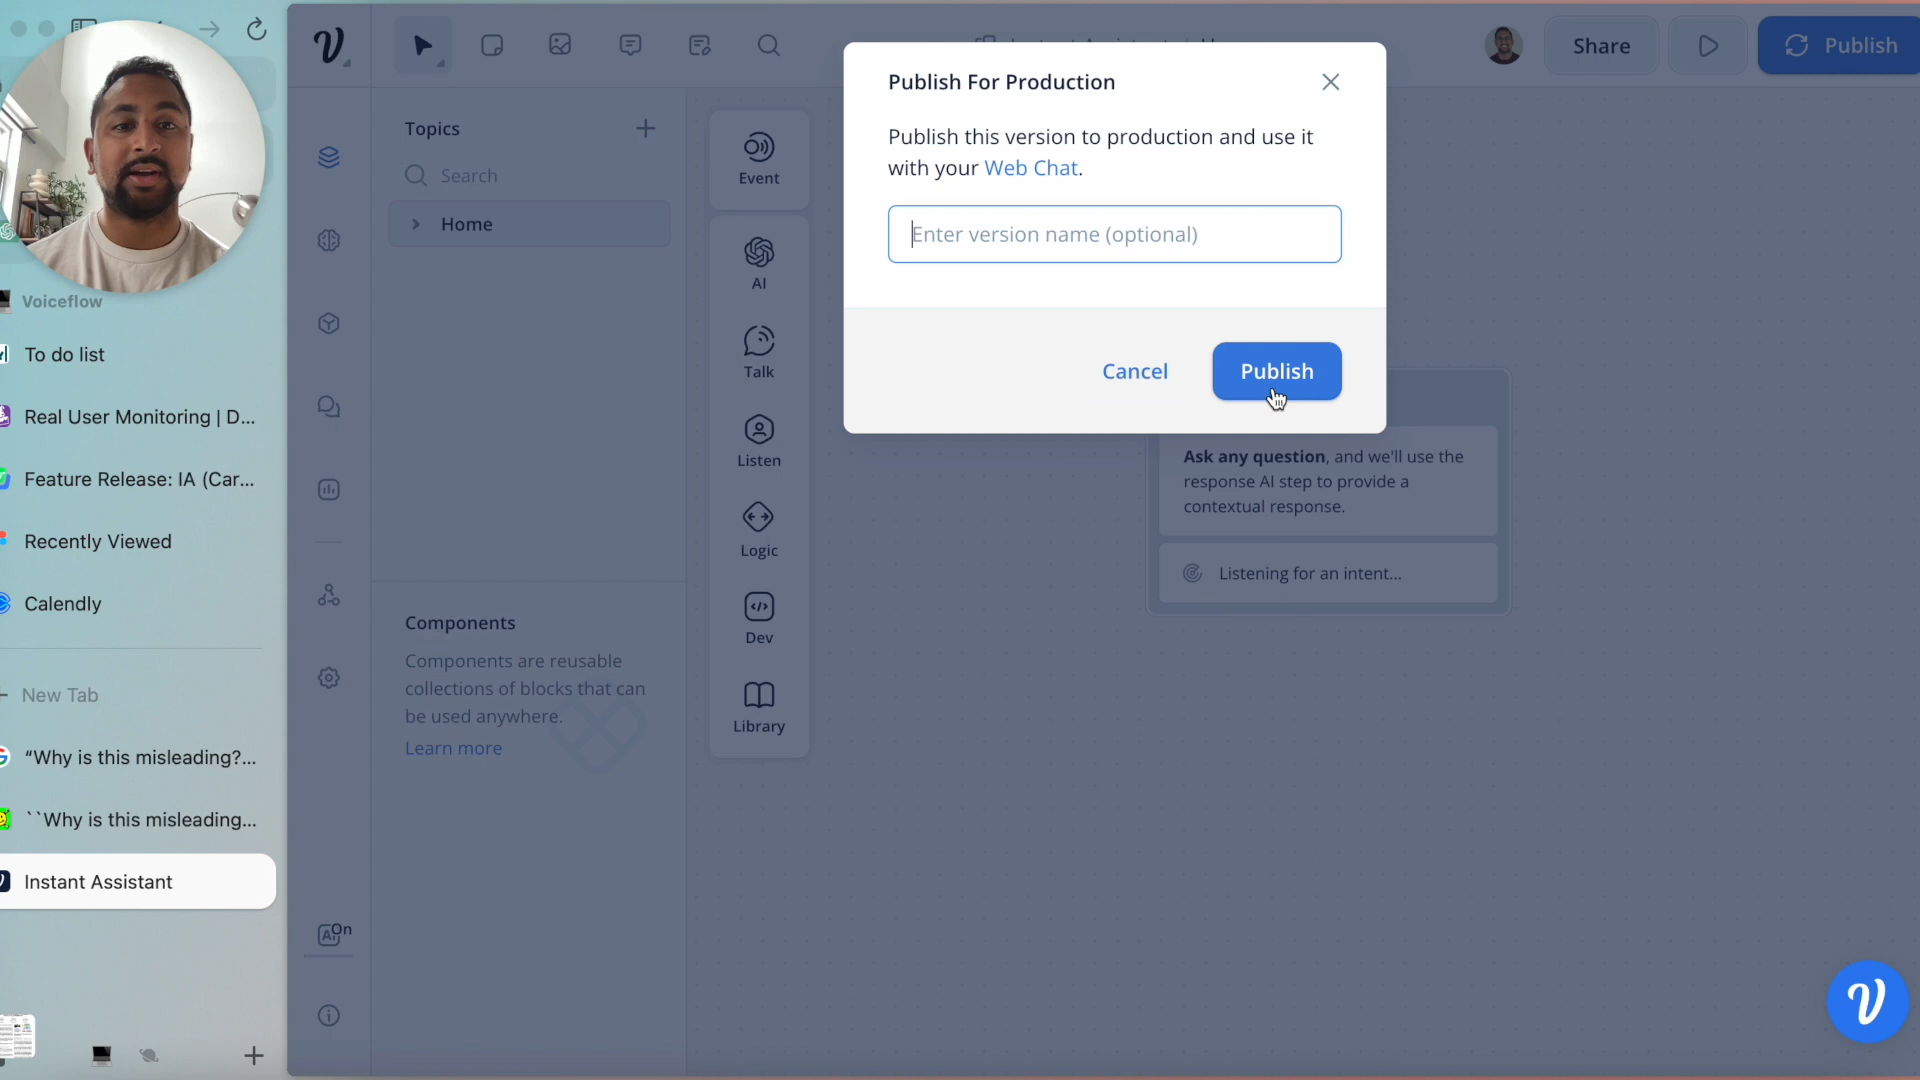 Voiceflow
To do list
Real User Monitoring | D...
Feature Release: IA (Car...
Recently Viewed
Calendly
New Tab
“Why is this misleading?...
``Why is this misleading...
Instant Assistant
Share
Publish
Topics
Search
Home
Components
Components are reusable
collections of blocks that can
be used anywhere.
Learn more
On
Event
AI
Talk
Listen
Logic
Dev
Library
Publish For Production
Publish this version to production and use it
with your Web Chat.
Enter version name (optional)
Cancel
Publish
Ask any question, and we'll use the
response AI step to provide a
contextual response.
Listening for an intent...